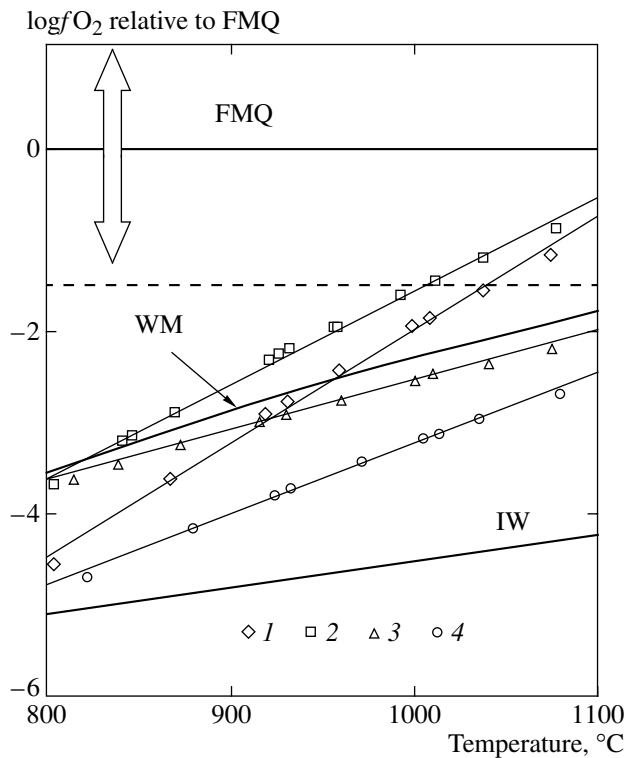 logfO2 relative to FMQ
FMQ
0
WM
−2
−4
IW
1 2 3 4
−6
800 900 1000 1100
Temperature, °C